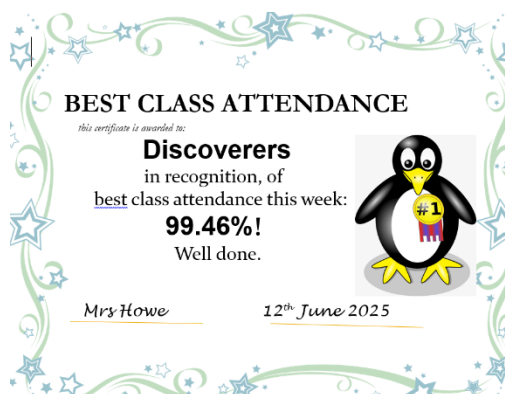 BEST CLASS ATTENDANCE
this certificate is awarded to:
Discoverers
in recognition, of
best class attendance this week:
99.46%!
Well done.
#1
Mrs Howe
12th June 2025